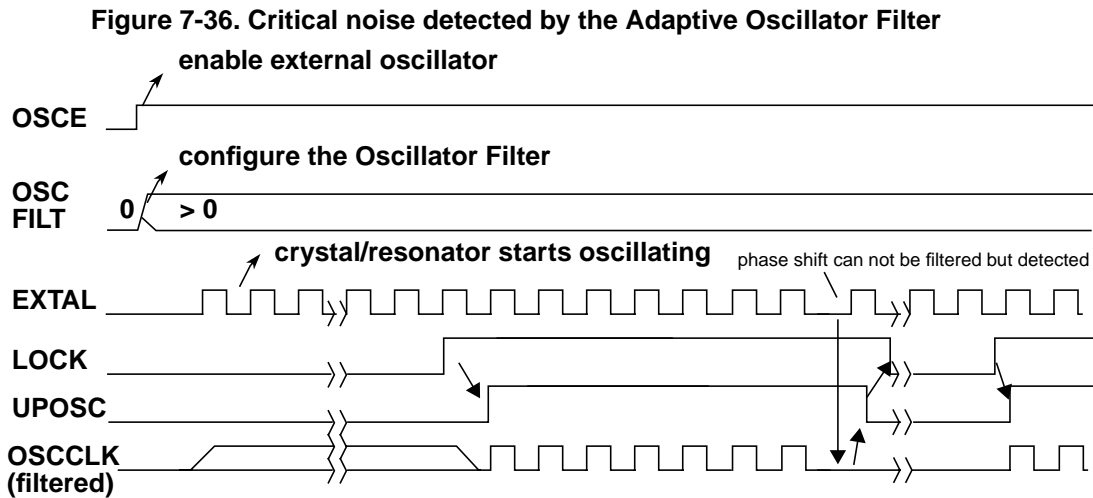 Figure 7-36. Critical noise detected by the Adaptive Oscillator Filter
enable external oscillator
OSCE
configure the Oscillator Filter
OSC
FILT
0 > 0
crystal/resonator starts oscillating
phase shift can not be filtered but detected
EXTAL
LOCK
UPOSC
OSCCLK
(filtered)